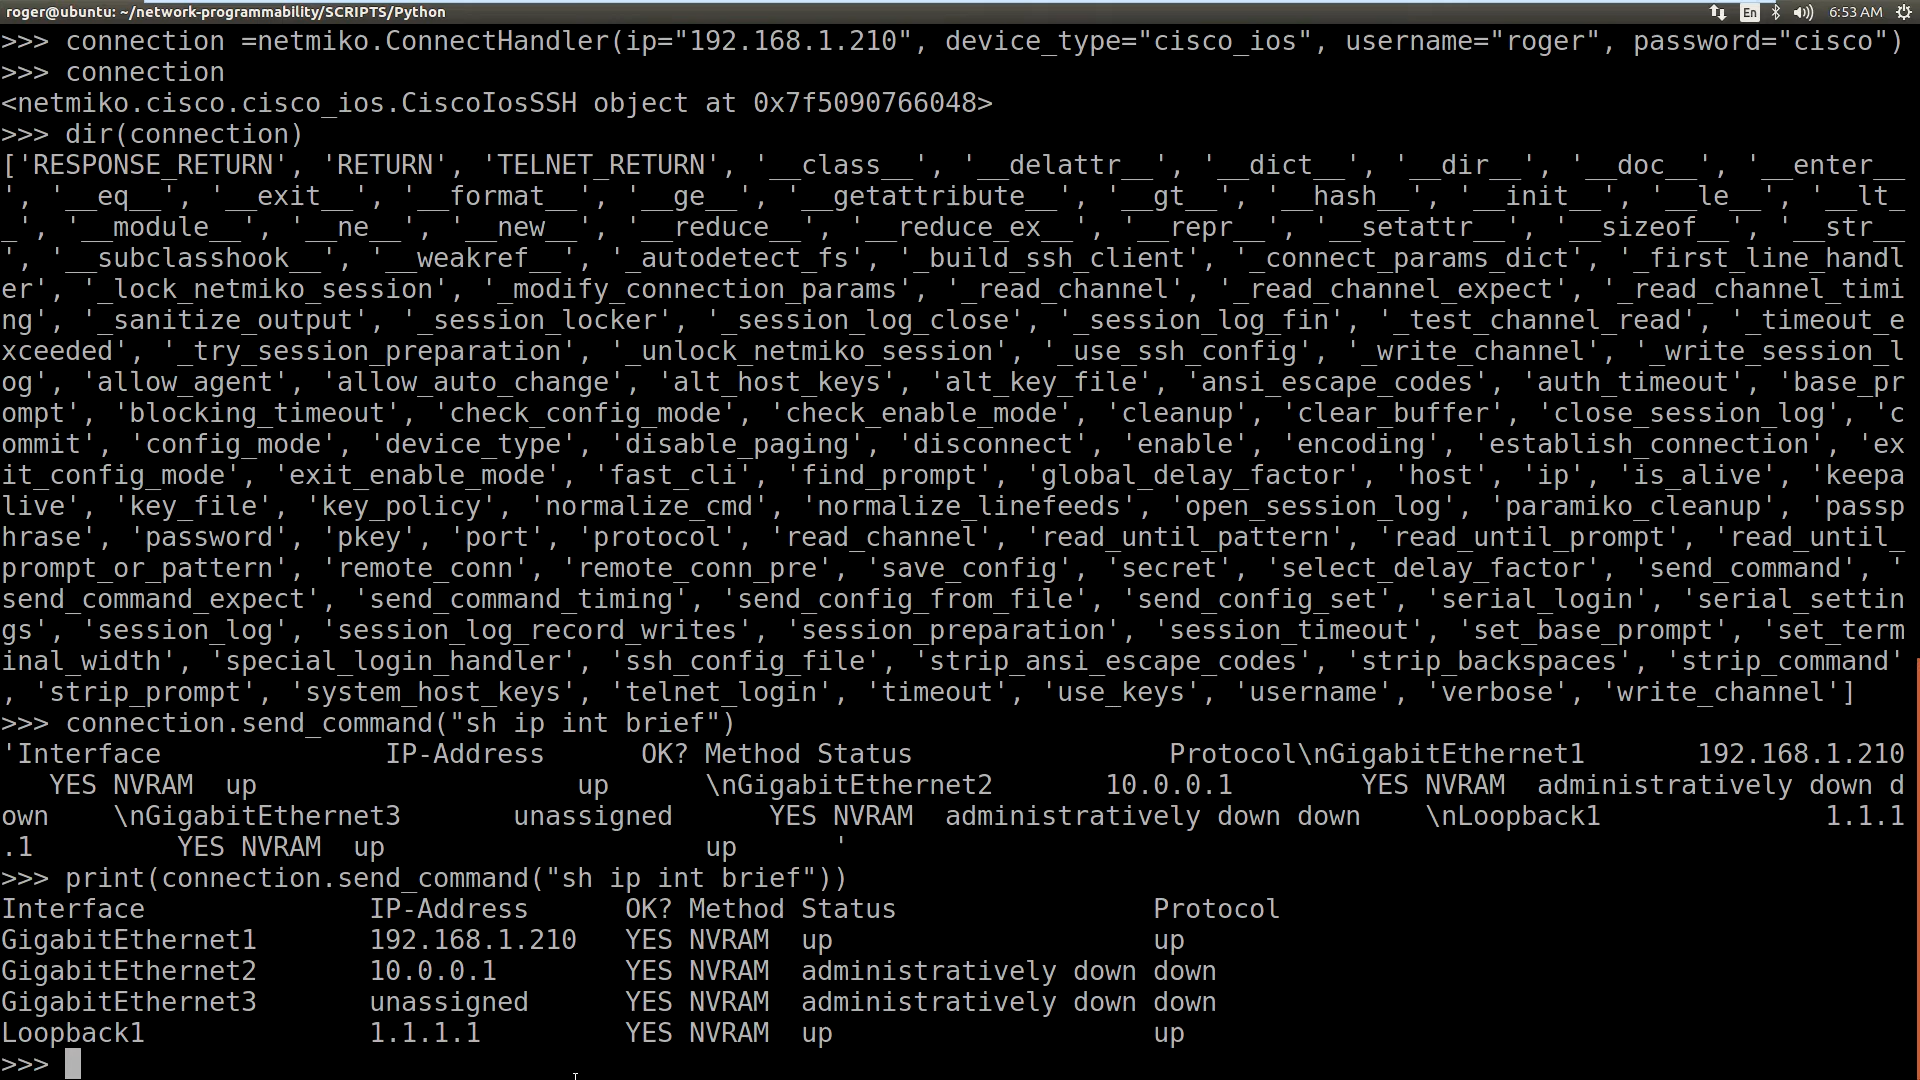 roger@ubuntu: ~/network-programmability/SCRIPTS/Python En 6:53 AM
>>> connection =netmiko.ConnectHandler(ip="192.168.1.210", device_type="cisco_ios", username="roger", password="cisco")
>>> connection
<netmiko.cisco.cisco_ios.CiscoIosSSH object at 0x7f5090766048>
>>> dir(connection)
['RESPONSE_RETURN', 'RETURN', 'TELNET_RETURN', '__class__', '__delattr__', '__dict__', '__dir__', '__doc__', '__enter__
', '__eq__', '__exit__', '__format__', '__ge__', '__getattribute__', '__gt__', '__hash__', '__init__', '__le__', '__lt_
_', '__module__', '__ne__', '__new__', '__reduce__', '__reduce_ex__', '__repr__', '__setattr__', '__sizeof__', '__str__
', '__subclasshook__', '__weakref__', '_autodetect_fs', '_build_ssh_client', '_connect_params_dict', '_first_line_handl
er', '_lock_netmiko_session', '_modify_connection_params', '_read_channel', '_read_channel_expect', '_read_channel_timi
ng', '_sanitize_output', '_session_locker', '_session_log_close', '_session_log_fin', '_test_channel_read', '_timeout_e
xceeded', '_try_session_preparation', '_unlock_netmiko_session', '_use_ssh_config', '_write_channel', '_write_session_l
og', 'allow_agent', 'allow_auto_change', 'alt_host_keys', 'alt_key_file', 'ansi_escape_codes', 'auth_timeout', 'base_pr
ompt', 'blocking_timeout', 'check_config_mode', 'check_enable_mode', 'cleanup', 'clear_buffer', 'close_session_log', 'c
ommit', 'config_mode', 'device_type', 'disable_paging', 'disconnect', 'enable', 'encoding', 'establish_connection', 'ex
it_config_mode', 'exit_enable_mode', 'fast_cli', 'find_prompt', 'global_delay_factor', 'host', 'ip', 'is_alive', 'keepa
live', 'key_file', 'key_policy', 'normalize_cmd', 'normalize_linefeeds', 'open_session_log', 'paramiko_cleanup', 'passp
hrase', 'password', 'pkey', 'port', 'protocol', 'read_channel', 'read_until_pattern', 'read_until_prompt', 'read_until_
prompt_or_pattern', 'remote_conn', 'remote_conn_pre', 'save_config', 'secret', 'select_delay_factor', 'send_command', '
send_command_expect', 'send_command_timing', 'send_config_from_file', 'send_config_set', 'serial_login', 'serial_settin
gs', 'session_log', 'session_log_record_writes', 'session_preparation', 'session_timeout', 'set_base_prompt', 'set_term
inal_width', 'special_login_handler', 'ssh_config_file', 'strip_ansi_escape_codes', 'strip_backspaces', 'strip_command'
, 'strip_prompt', 'system_host_keys', 'telnet_login', 'timeout', 'use_keys', 'username', 'verbose', 'write_channel']
>>> connection.send_command("sh ip int brief")
'Interface              IP-Address      OK? Method Status                Protocol\nGigabitEthernet1       192.168.1.210
   YES NVRAM  up                    up      \nGigabitEthernet2       10.0.0.1        YES NVRAM  administratively down d
own    \nGigabitEthernet3       unassigned      YES NVRAM  administratively down down    \nLoopback1              1.1.1
.1         YES NVRAM  up                    up      '
>>> print(connection.send_command("sh ip int brief"))
Interface              IP-Address      OK? Method Status                Protocol
GigabitEthernet1       192.168.1.210   YES NVRAM  up                    up
GigabitEthernet2       10.0.0.1        YES NVRAM  administratively down down
GigabitEthernet3       unassigned      YES NVRAM  administratively down down
Loopback1              1.1.1.1         YES NVRAM  up                    up
>>>